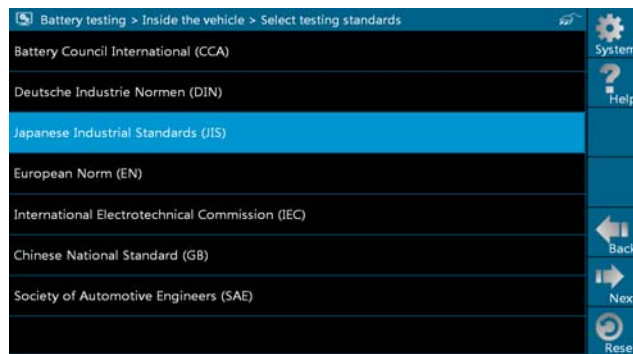 Battery testing > Inside the vehicle > Select testing standards
Battery Council International (CCA)
Deutsche Industrie Normen (DIN)
Japanese Industrial Standards (JIS)
European Norm (EN)
International Electrotechnical Commission (IEC)
Chinese National Standard (GB)
Society of Automotive Engineers (SAE)
System
Help
Back
Nex
Rese